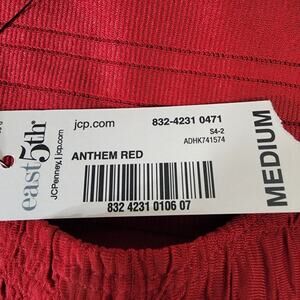 east5th
JCPenney | jcp.com
jcp.com
832-4231 0471
S4-2
ADHK741574
ANTHEM RED
832 4231 0106 07
MEDIUM